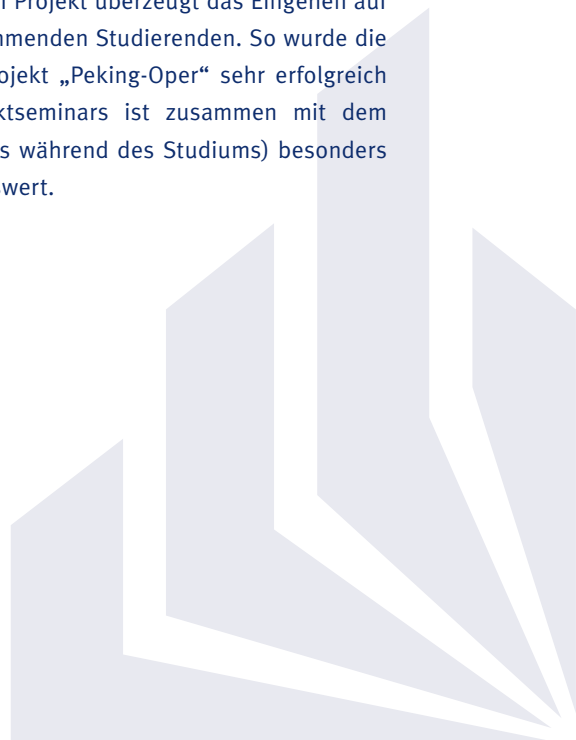 Projekt überzeugt das Eingehen auf
mmenden Studierenden. So wurde die
ojekt „Peking-Oper“ sehr erfolgreich
ktseminars ist zusammen mit dem
s während des Studiums) besonders
wert.